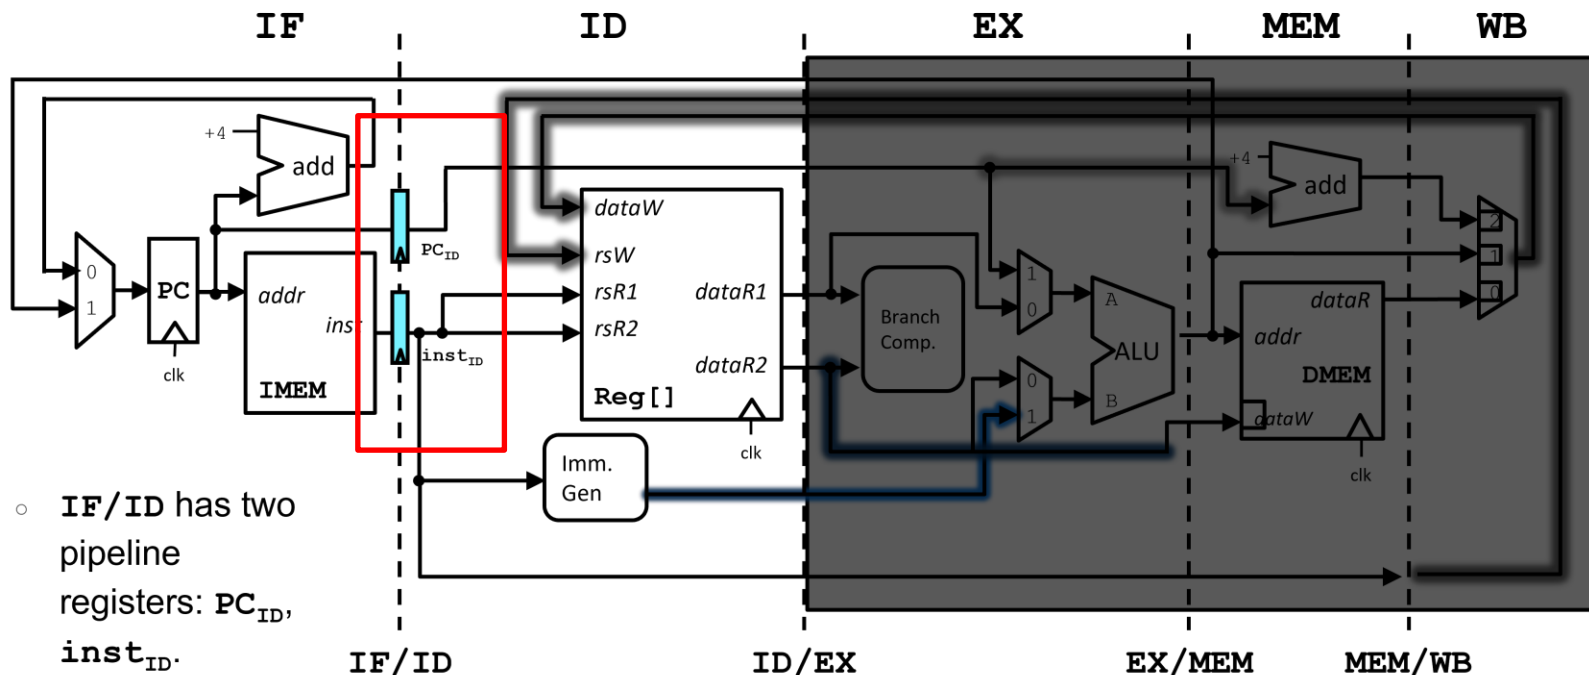 IF ID EX MEM WB
+4
add
+4
add
dataW
PC_ID
rsW
2
0
PC
addr
rsR1
dataR1
1
A
1
1
0
Branch
Comp.
dataR
0
inst
rsR2
ALU
addr
clk
inst_ID
dataR2
0
DMEM
IMEM
Reg[]
1
B
dataW
clk
clk
Imm.
Gen
○ IF/ID has two
pipeline
registers: PC_ID,
inst_ID.
IF/ID ID/EX EX/MEM MEM/WB